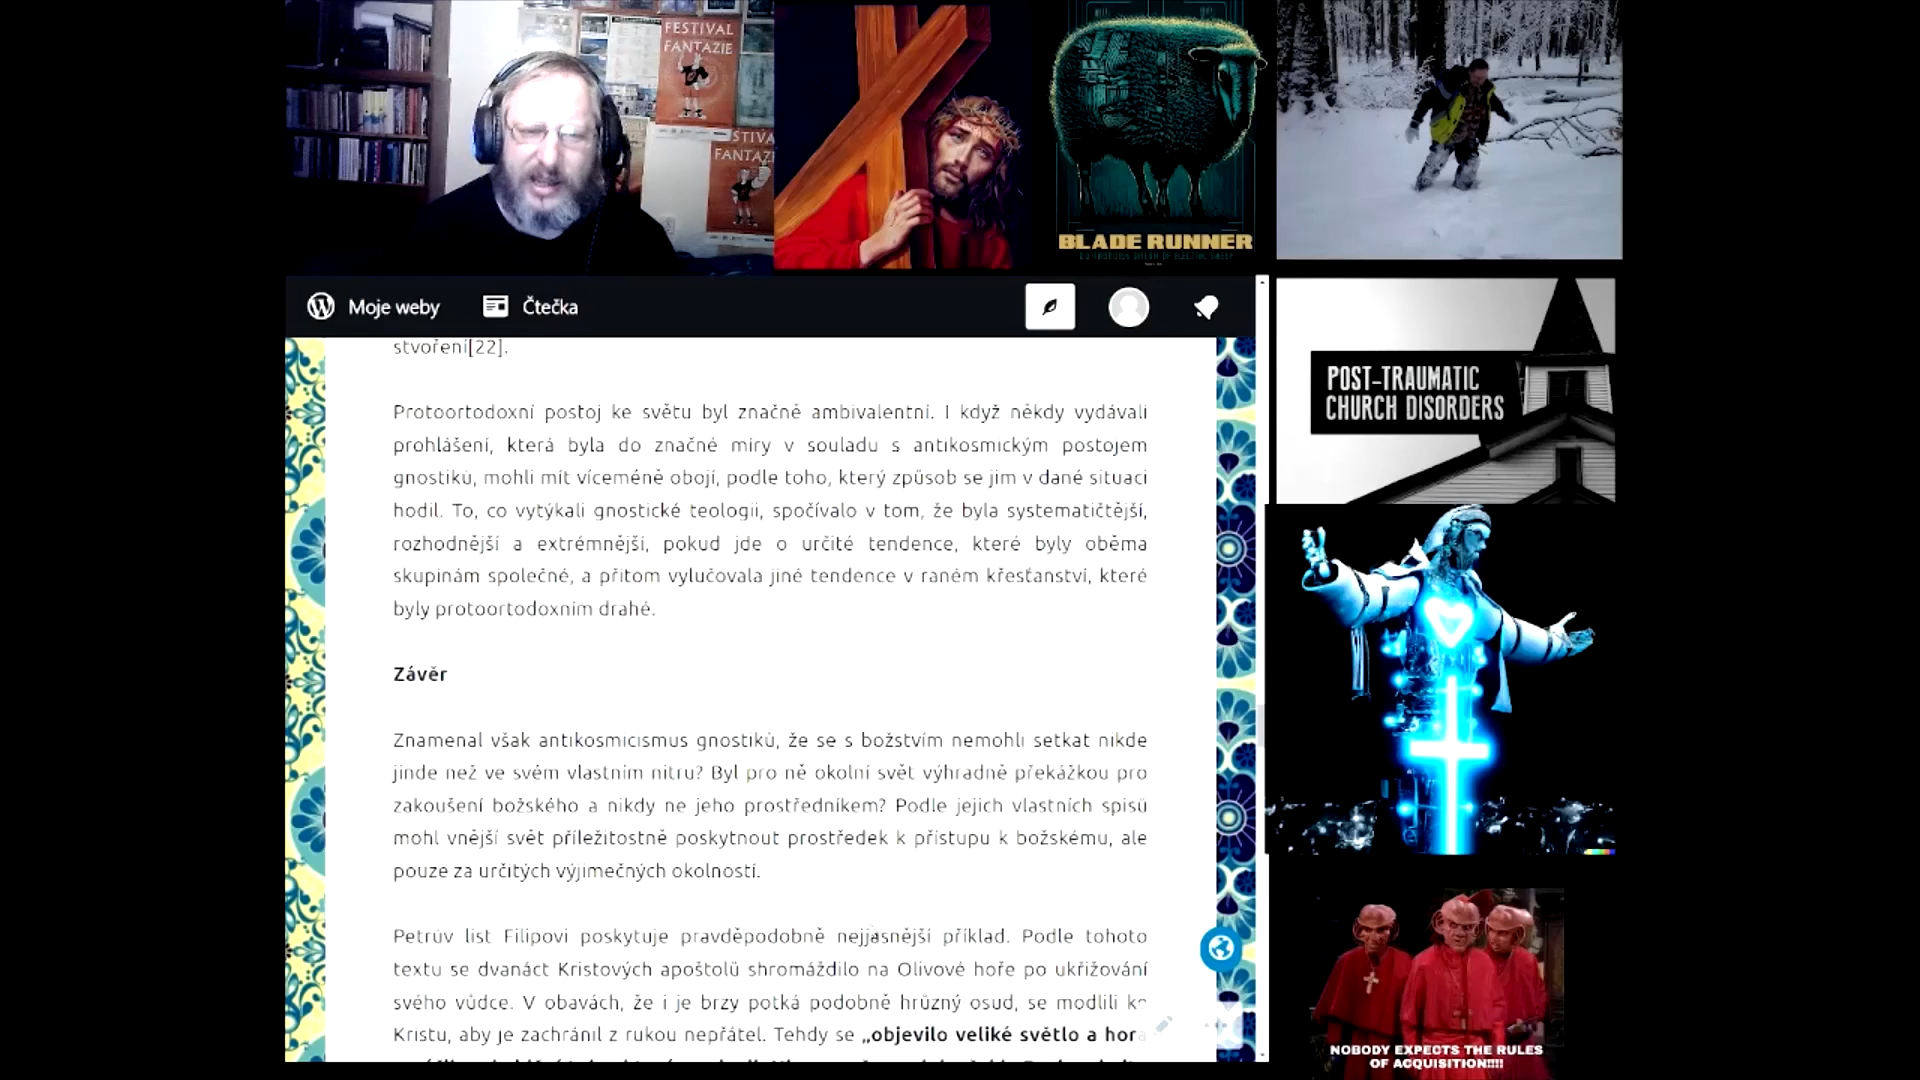 FESTIVAL
FANTAZIE
FANTAZ
BLADE RUNNER
Moje weby
Čtečka
stvoření[22].
Protoortodoxní postoj ke světu byl značně ambivalentní. I když někdy vydávali
prohlášení, která byla do značné míry v souladu s antikosmickým postojem
gnostiků, mohli mít víceméně obojí, podle toho, který způsob se jim v dané situaci
hodil. To, co vytýkali gnostické teologii, spočívalo v tom, že byla systematičtější,
rozhodnější a extrémnější, pokud jde o určité tendence, které byly oběma
skupinám společné, a přitom vylučovala jiné tendence v raném křesťanství, které
byly protoortodoxním drahé.
Závěr
Znamenal však antikosmicismus gnostiků, že se s božstvím nemohli setkat nikde
jinde než ve svém vlastním nitru? Byl pro ně okolní svět výhradně překážkou pro
zakoušení božského a nikdy ne jeho prostředníkem? Podle jejich vlastních spisů
mohl vnější svět příležitostně poskytnout prostředek k přístupu k božskému, ale
pouze za určitých výjimečných okolností.
Petrův list Filipovi poskytuje pravděpodobně nejjasnější příklad. Podle tohoto
textu se dvanáct Kristových apoštolů shromáždilo na Olivové hoře po ukřižování
svého vůdce. V obavách, že i je brzy potká podobně hrůzný osud, se modlili ke
Kristu, aby je zachránil z rukou nepřátel. Tehdy se „objevilo veliké světlo a hora
POST-TRAUMATIC
CHURCH DISORDERS
NOBODY EXPECTS THE RULES
OF ACQUISITION!!!!